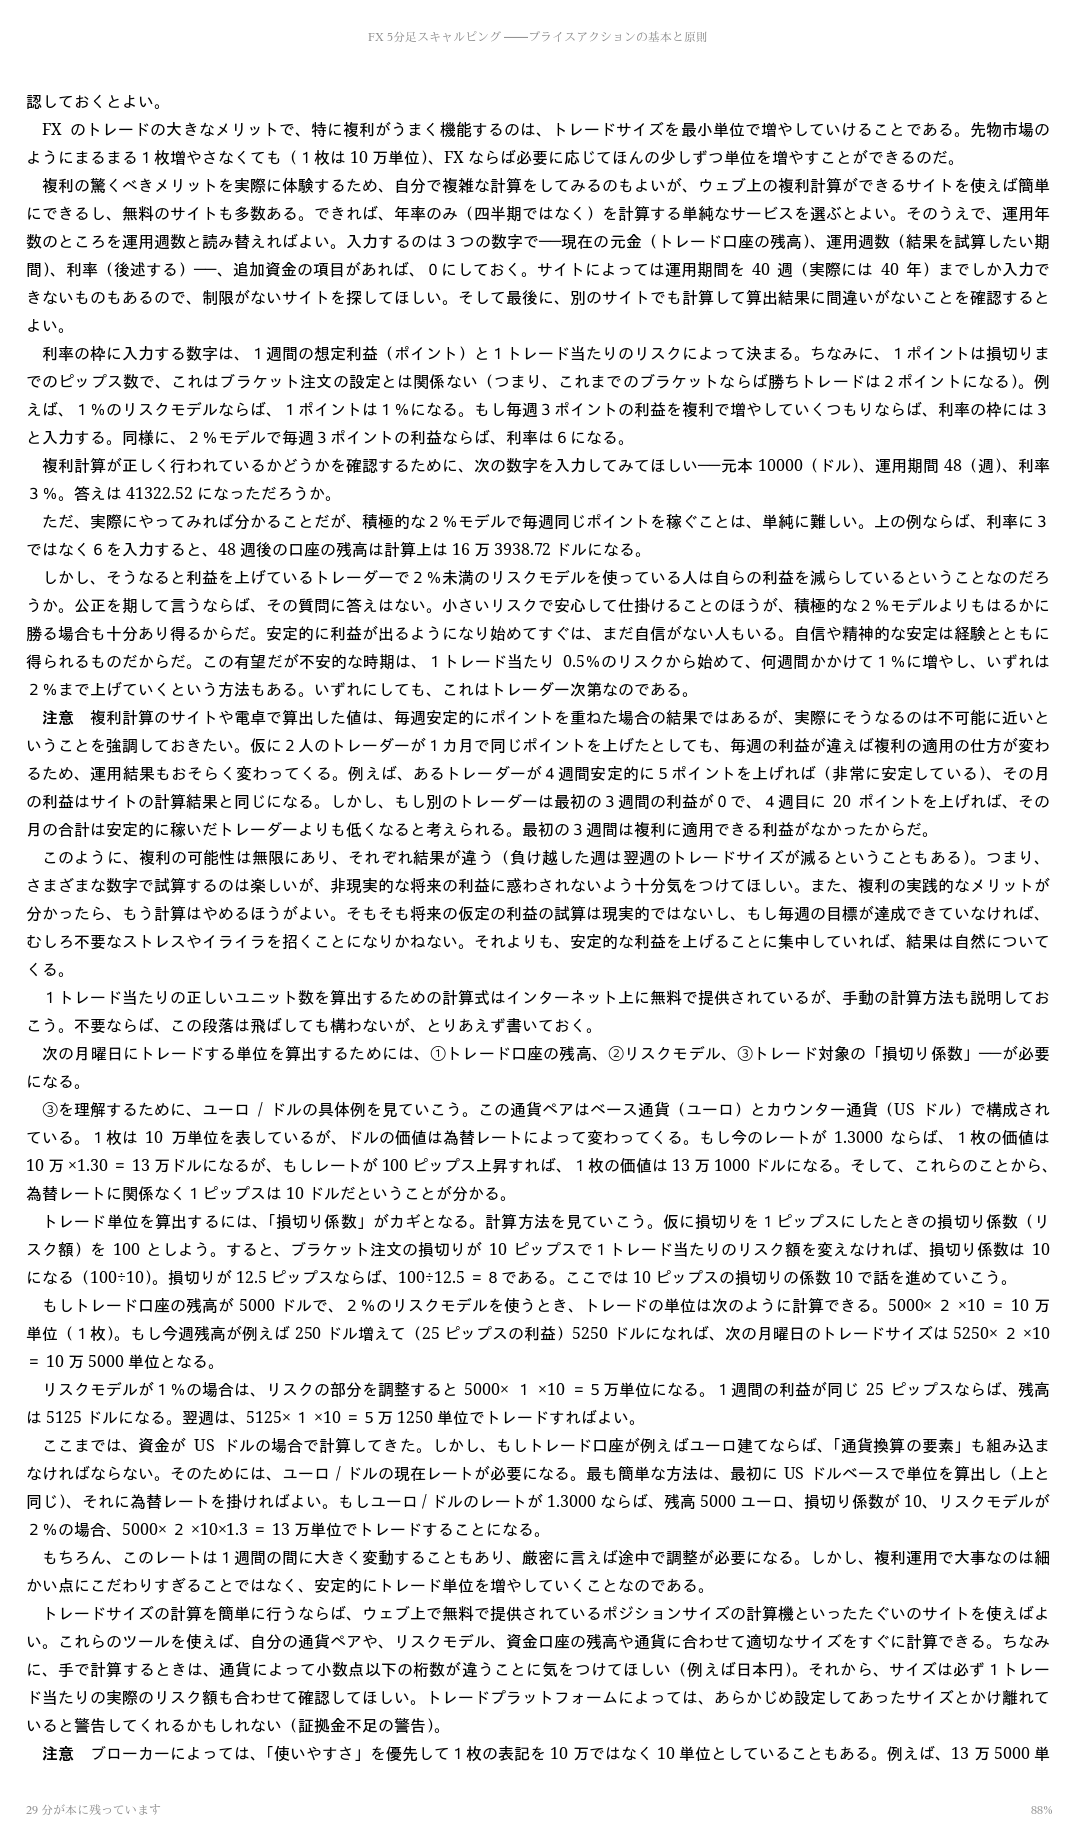 FX 5分足スキャルピング ――プライスアクションの基本と原則
認しておくとよい。
FX のトレードの大きなメリットで、特に複利がうまく機能するのは、トレードサイズを最小単位で増やしていけることである。先物市場の
ようにまるまる１枚増やさなくても（１枚は 10 万単位）、FX ならば必要に応じてほんの少しずつ単位を増やすことができるのだ。
複利の驚くべきメリットを実際に体験するため、自分で複雑な計算をしてみるのもよいが、ウェブ上の複利計算ができるサイトを使えば簡単
にできるし、無料のサイトも多数ある。できれば、年率のみ（四半期ではなく）を計算する単純なサービスを選ぶとよい。そのうえで、運用年
数のところを運用週数と読み替えればよい。入力するのは３つの数字で──現在の元金（トレード口座の残高）、運用週数（結果を試算したい期
間）、利率（後述する）──、追加資金の項目があれば、０にしておく。サイトによっては運用期間を 40 週（実際には 40 年）までしか入力で
きないものもあるので、制限がないサイトを探してほしい。そして最後に、別のサイトでも計算して算出結果に間違いがないことを確認すると
よい。
利率の枠に入力する数字は、１週間の想定利益（ポイント）と１トレード当たりのリスクによって決まる。ちなみに、１ポイントは損切りま
でのピップス数で、これはブラケット注文の設定とは関係ない（つまり、これまでのブラケットならば勝ちトレードは２ポイントになる）。例
えば、１％のリスクモデルならば、１ポイントは１％になる。もし毎週３ポイントの利益を複利で増やしていくつもりならば、利率の枠には３
と入力する。同様に、２％モデルで毎週３ポイントの利益ならば、利率は６になる。
複利計算が正しく行われているかどうかを確認するために、次の数字を入力してみてほしい──元本 10000（ドル）、運用期間 48（週）、利率
３％。答えは 41322.52 になっただろうか。
ただ、実際にやってみれば分かることだが、積極的な２％モデルで毎週同じポイントを稼ぐことは、単純に難しい。上の例ならば、利率に３
ではなく６を入力すると、48 週後の口座の残高は計算上は 16 万 3938.72 ドルになる。
しかし、そうなると利益を上げているトレーダーで２％未満のリスクモデルを使っている人は自らの利益を減らしているということなのだろ
うか。公正を期して言うならば、その質問に答えはない。小さいリスクで安心して仕掛けることのほうが、積極的な２％モデルよりもはるかに
勝る場合も十分あり得るからだ。安定的に利益が出るようになり始めてすぐは、まだ自信がない人もいる。自信や精神的な安定は経験とともに
得られるものだからだ。この有望だが不安的な時期は、１トレード当たり 0.5％のリスクから始めて、何週間かかけて１％に増やし、いずれは
２％まで上げていくという方法もある。いずれにしても、これはトレーダー次第なのである。
注意　複利計算のサイトや電卓で算出した値は、毎週安定的にポイントを重ねた場合の結果ではあるが、実際にそうなるのは不可能に近いと
いうことを強調しておきたい。仮に２人のトレーダーが１カ月で同じポイントを上げたとしても、毎週の利益が違えば複利の適用の仕方が変わ
るため、運用結果もおそらく変わってくる。例えば、あるトレーダーが４週間安定的に５ポイントを上げれば（非常に安定している）、その月
の利益はサイトの計算結果と同じになる。しかし、もし別のトレーダーは最初の３週間の利益が０で、４週目に 20 ポイントを上げれば、その
月の合計は安定的に稼いだトレーダーよりも低くなると考えられる。最初の３週間は複利に適用できる利益がなかったからだ。
このように、複利の可能性は無限にあり、それぞれ結果が違う（負け越した週は翌週のトレードサイズが減るということもある）。つまり、
さまざまな数字で試算するのは楽しいが、非現実的な将来の利益に惑わされないよう十分気をつけてほしい。また、複利の実践的なメリットが
分かったら、もう計算はやめるほうがよい。そもそも将来の仮定の利益の試算は現実的ではないし、もし毎週の目標が達成できていなければ、
むしろ不要なストレスやイライラを招くことになりかねない。それよりも、安定的な利益を上げることに集中していれば、結果は自然について
くる。
１トレード当たりの正しいユニット数を算出するための計算式はインターネット上に無料で提供されているが、手動の計算方法も説明してお
こう。不要ならば、この段落は飛ばしても構わないが、とりあえず書いておく。
次の月曜日にトレードする単位を算出するためには、①トレード口座の残高、②リスクモデル、③トレード対象の「損切り係数」──が必要
になる。
③を理解するために、ユーロ / ドルの具体例を見ていこう。この通貨ペアはベース通貨（ユーロ）とカウンター通貨（US ドル）で構成され
ている。１枚は 10 万単位を表しているが、ドルの価値は為替レートによって変わってくる。もし今のレートが 1.3000 ならば、１枚の価値は
10 万 ×1.30 = 13 万ドルになるが、もしレートが 100 ピップス上昇すれば、１枚の価値は 13 万 1000 ドルになる。そして、これらのことから、
為替レートに関係なく１ピップスは 10 ドルだということが分かる。
トレード単位を算出するには、「損切り係数」がカギとなる。計算方法を見ていこう。仮に損切りを１ピップスにしたときの損切り係数（リ
スク額）を 100 としよう。すると、ブラケット注文の損切りが 10 ピップスで１トレード当たりのリスク額を変えなければ、損切り係数は 10
になる（100÷10）。損切りが 12.5 ピップスならば、100÷12.5 = ８である。ここでは 10 ピップスの損切りの係数 10 で話を進めていこう。
もしトレード口座の残高が 5000 ドルで、２％のリスクモデルを使うとき、トレードの単位は次のように計算できる。5000× ２ ×10 = 10 万
単位（１枚）。もし今週残高が例えば 250 ドル増えて（25 ピップスの利益）5250 ドルになれば、次の月曜日のトレードサイズは 5250× ２ ×10
= 10 万 5000 単位となる。
リスクモデルが１％の場合は、リスクの部分を調整すると 5000× １ ×10 = ５万単位になる。１週間の利益が同じ 25 ピップスならば、残高
は 5125 ドルになる。翌週は、5125× １ ×10 = ５万 1250 単位でトレードすればよい。
ここまでは、資金が US ドルの場合で計算してきた。しかし、もしトレード口座が例えばユーロ建てならば、「通貨換算の要素」も組み込ま
なければならない。そのためには、ユーロ / ドルの現在レートが必要になる。最も簡単な方法は、最初に US ドルベースで単位を算出し（上と
同じ）、それに為替レートを掛ければよい。もしユーロ / ドルのレートが 1.3000 ならば、残高 5000 ユーロ、損切り係数が 10、リスクモデルが
２％の場合、5000× ２ ×10×1.3 = 13 万単位でトレードすることになる。
もちろん、このレートは１週間の間に大きく変動することもあり、厳密に言えば途中で調整が必要になる。しかし、複利運用で大事なのは細
かい点にこだわりすぎることではなく、安定的にトレード単位を増やしていくことなのである。
トレードサイズの計算を簡単に行うならば、ウェブ上で無料で提供されているポジションサイズの計算機といったたぐいのサイトを使えばよ
い。これらのツールを使えば、自分の通貨ペアや、リスクモデル、資金口座の残高や通貨に合わせて適切なサイズをすぐに計算できる。ちなみ
に、手で計算するときは、通貨によって小数点以下の桁数が違うことに気をつけてほしい（例えば日本円）。それから、サイズは必ず１トレー
ド当たりの実際のリスク額も合わせて確認してほしい。トレードプラットフォームによっては、あらかじめ設定してあったサイズとかけ離れて
いると警告してくれるかもしれない（証拠金不足の警告）。
注意　ブローカーによっては、「使いやすさ」を優先して１枚の表記を 10 万ではなく 10 単位としていることもある。例えば、13 万 5000 単
29 分が本に残っています
88%